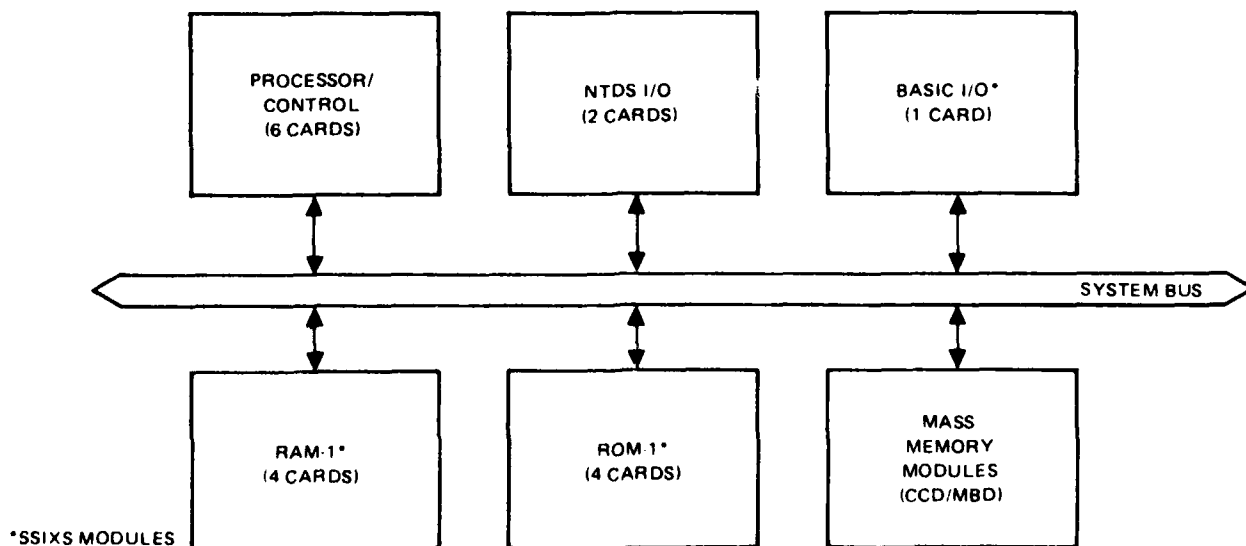 PROCESSOR/
CONTROL
(6 CARDS)
NTDS I/O
(2 CARDS)
BASIC I/O*
(1 CARD)
SYSTEM BUS
RAM-1*
(4 CARDS)
ROM-1*
(4 CARDS)
MASS
MEMORY
MODULES
(CCD/MBD)
*SSIXS MODULES